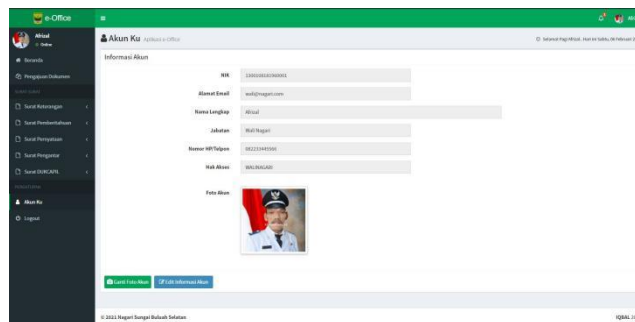 e-Office
Afrizal
Online
Beranda
Pengajuan Dokumen
Surat Keterangan
Surat Pemberitahuan
Surat Pernyataan
Surat Pengantar
Surat DUKCAPIL
Akun Ku
Logout
Akun Ku Aplikasi e-Office
Informasi Akun
NIK
Alamat Email wali@nagari.com
Nama Lengkap Afrizal
Jabatan Wali Nagari
Nomor HP/Telpon
Hak Akses WALINAGARI
Foto Akun
Ganti Foto Akun Edit Informasi Akun
© 2021 Nagari Sungai Buluah Selatan
IQBAL